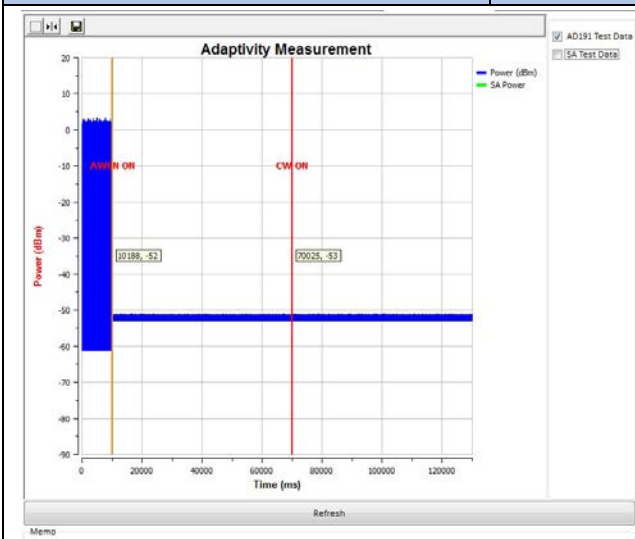 Adaptivity Measurement
AD191 Test Data
SA Test Data
Power (dBm)
SA Power
20
10
0
-10
-20
-30
-40
-50
-60
-70
-80
-90
Power (dBm)
AWGN ON
CW ON
10188, -52
70025, -53
0
20000
40000
60000
80000
100000
120000
Time (ms)
Refresh
Memo